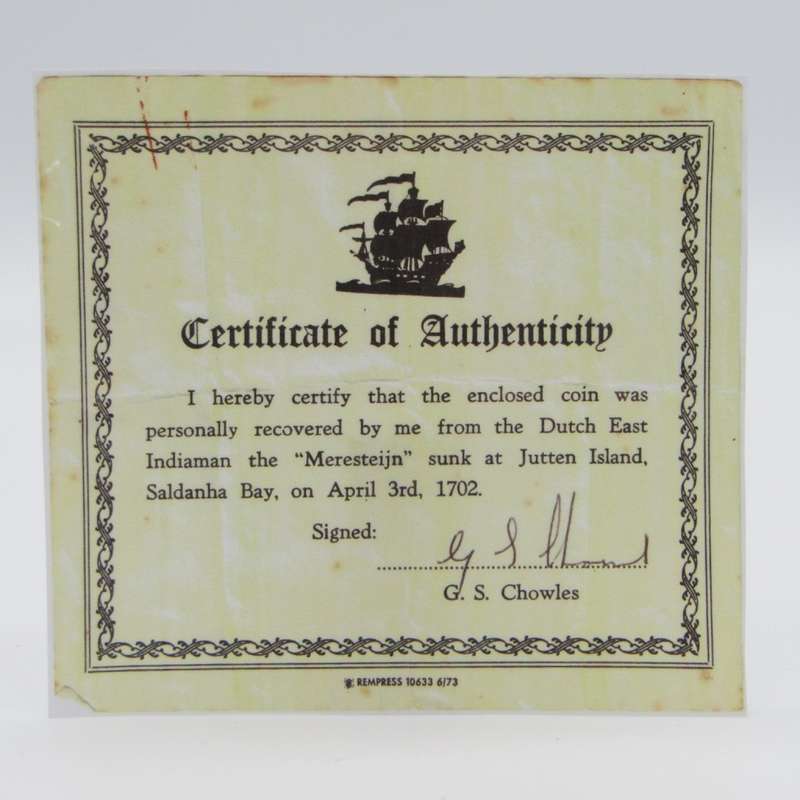 Certificate of Authenticity
I hereby certify that the enclosed coin was
personally recovered by me from the Dutch East
Indiaman the "Meresteijn" sunk at Jutten Island,
Saldanha Bay, on April 3rd, 1702.
Signed: G S Chowles
G. S. Chowles
REMPRESS 10633 6/73